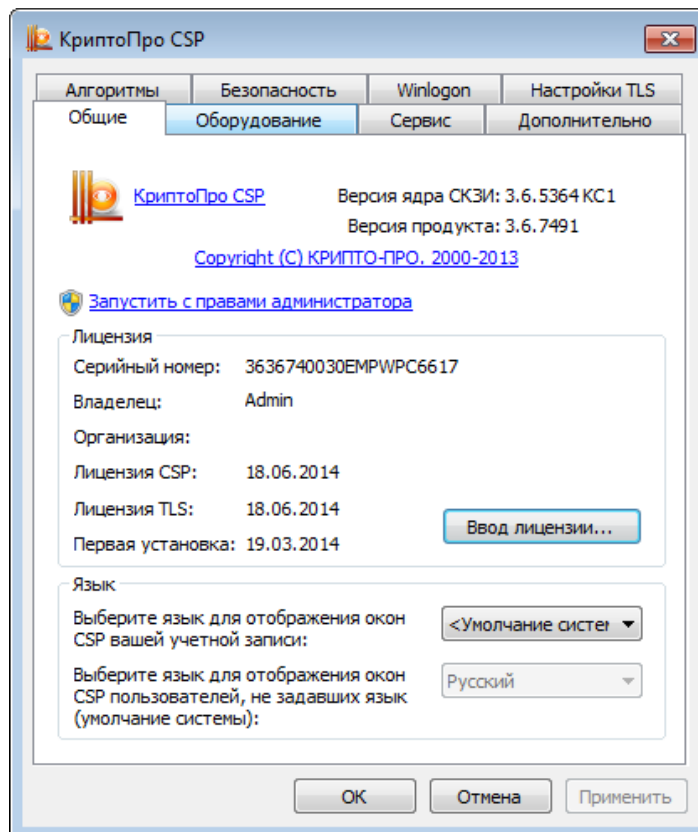 КриптоПро CSP
Алгоритмы Безопасность Winlogon Настройки TLS
Общие Оборудование Сервис Дополнительно
КриптоПро CSP Версия ядра СКЗИ: 3.6.5364 КС1
Версия продукта: 3.6.7491
Copyright (C) КРИПТО-ПРО. 2000-2013
Запустить с правами администратора
Лицензия
Серийный номер: 3636740030EMPWPC6617
Владелец: Admin
Организация:
Лицензия CSP: 18.06.2014
Лицензия TLS: 18.06.2014
Ввод лицензии...
Первая установка: 19.03.2014
Язык
Выберите язык для отображения окон
CSP вашей учетной записи:
<Умолчание систем
Выберите язык для отображения окон
CSP пользователей, не задавших язык
(умолчание системы):
Русский
ОК Отмена Применить